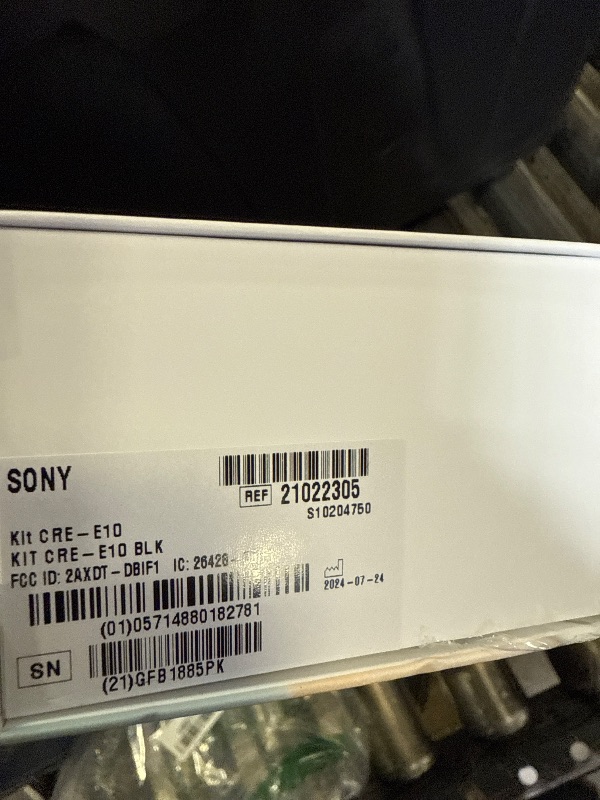 SONY
REF 21022305
S10204750
Kit CRE-E10
KIT CRE-E10 BLK
FCC ID: 2AXDT-DBIF1 IC: 26428-
2024-07-24
(01)05714880182781
SN
(21)GFB1885PK